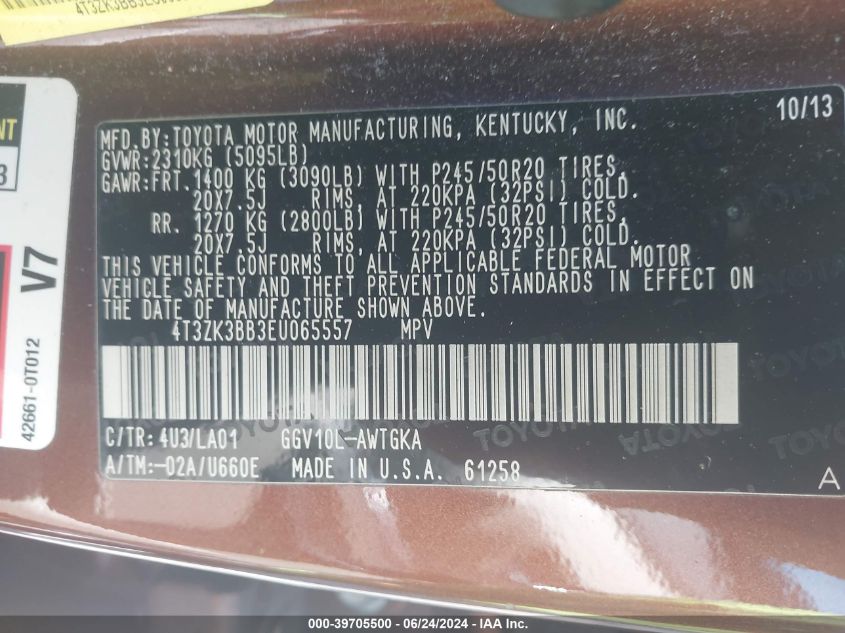 4T3ZK3BB3EU0
NT
3
V7
42661-0T012
10/13
MFD.BY:TOYOTA MOTOR MANUFACTURING, KENTUCKY, INC.
GVWR:2310KG (5095LB)
GAWR:FRT. 1400 KG (3090LB) WITH P245/50R20 TIRES,
20X7.5J RIMS, AT 220KPA (32PSI) COLD.
RR. 1270 KG (2800LB) WITH P245/50R20 TIRES,
20X7.5J RIMS, AT 220KPA (32PSI) COLD.
THIS VEHICLE CONFORMS TO ALL APPLICABLE FEDERAL MOTOR
VEHICLE SAFETY AND THEFT PREVENTION STANDARDS IN EFFECT ON
THE DATE OF MANUFACTURE SHOWN ABOVE.
4T3ZK3BB3EU065557 MPV
C/TR: 4U3/LA01 GGV10L-AWTGKA
A/TM:-02A/U660E MADE IN U.S.A. 61258
A
000-39705500 - 06/24/2024 - IAA Inc.